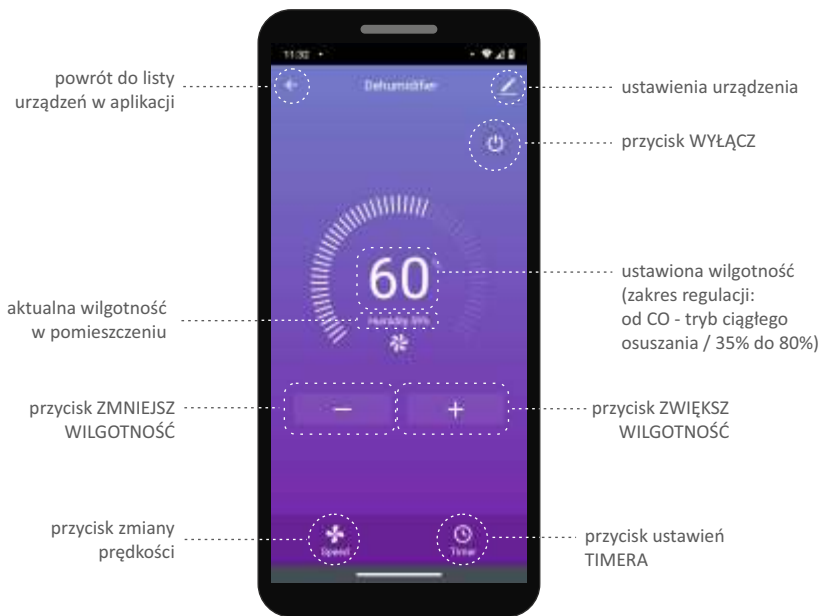 11:32
powrót do listy
urządzeń w aplikacji
Dehumidifier
ustawienia urządzenia
przycisk WYŁĄCZ
60
ustawiona wilgotność
(zakres regulacji:
od CO - tryb ciągłego
osuszania / 35% do 80%)
aktualna wilgotność
w pomieszczeniu
Humidity
przycisk ZMNIEJSZ
WILGOTNOŚĆ
−
+
przycisk ZWIĘKSZ
WILGOTNOŚĆ
przycisk zmiany
prędkości
Speed
Timer
przycisk ustawień
TIMERA